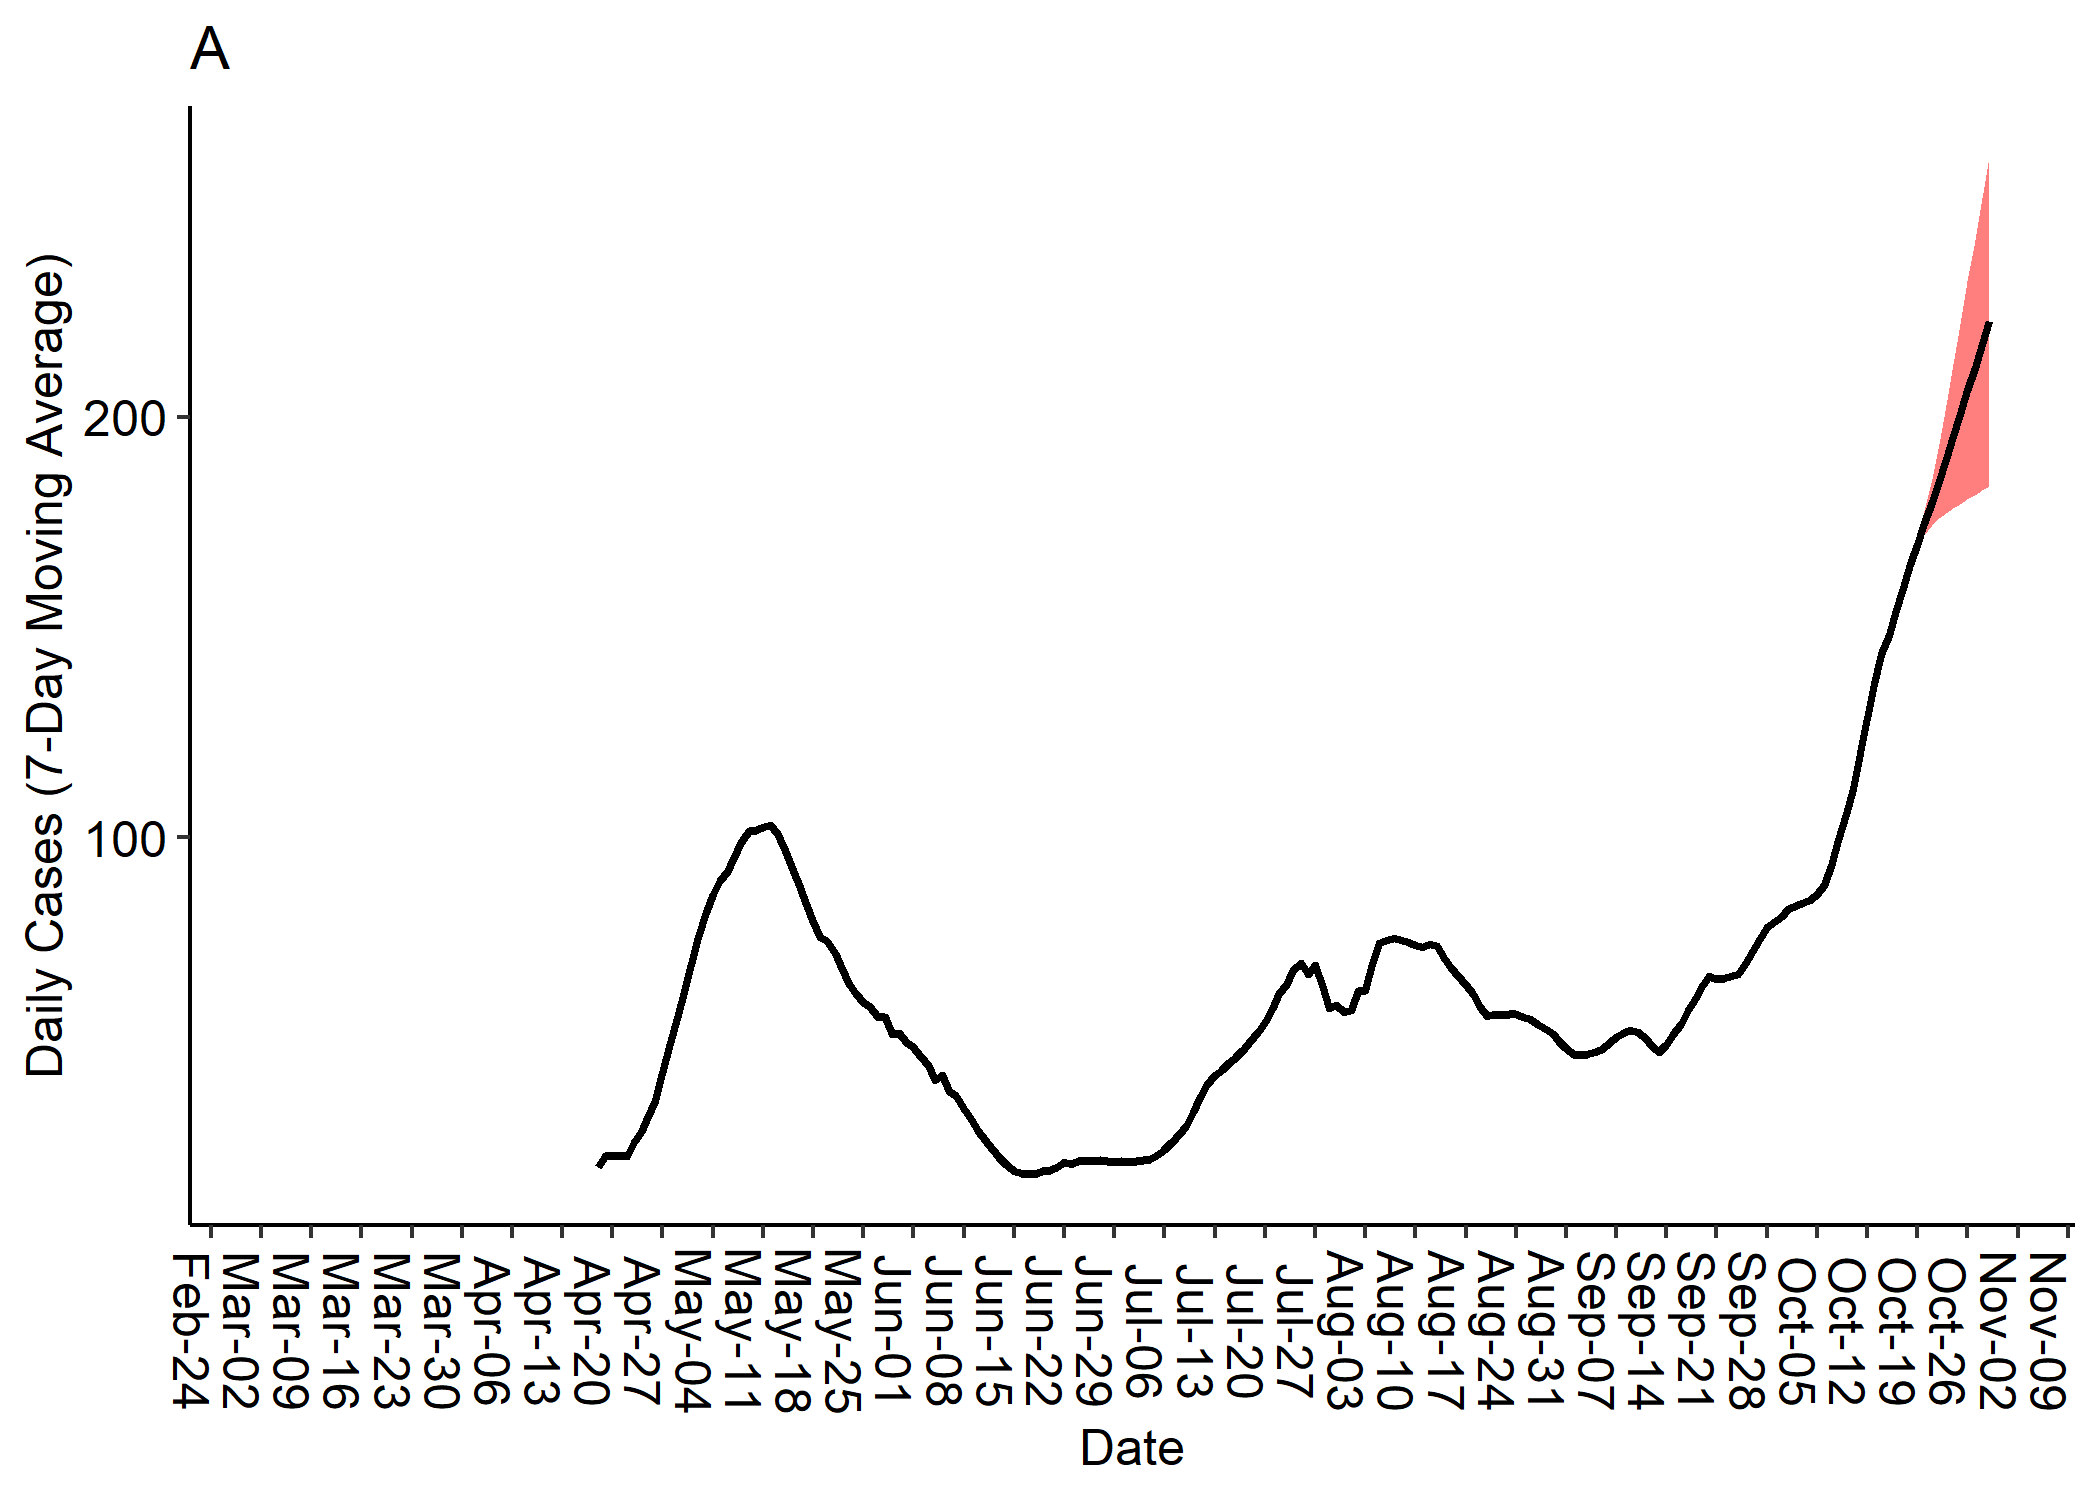 A
Daily Cases (7-Day Moving Average)
200
100
Feb-24
Mar-02
Mar-09
Mar-16
Mar-23
Mar-30
Apr-06
Apr-13
Apr-20
Apr-27
May-04
May-11
May-18
May-25
Jun-01
Jun-08
Jun-15
Jun-22
Jun-29
Jul-06
Jul-13
Jul-20
Jul-27
Aug-03
Aug-10
Aug-17
Aug-24
Aug-31
Sep-07
Sep-14
Sep-21
Sep-28
Oct-05
Oct-12
Oct-19
Oct-26
Nov-02
Nov-09
Date